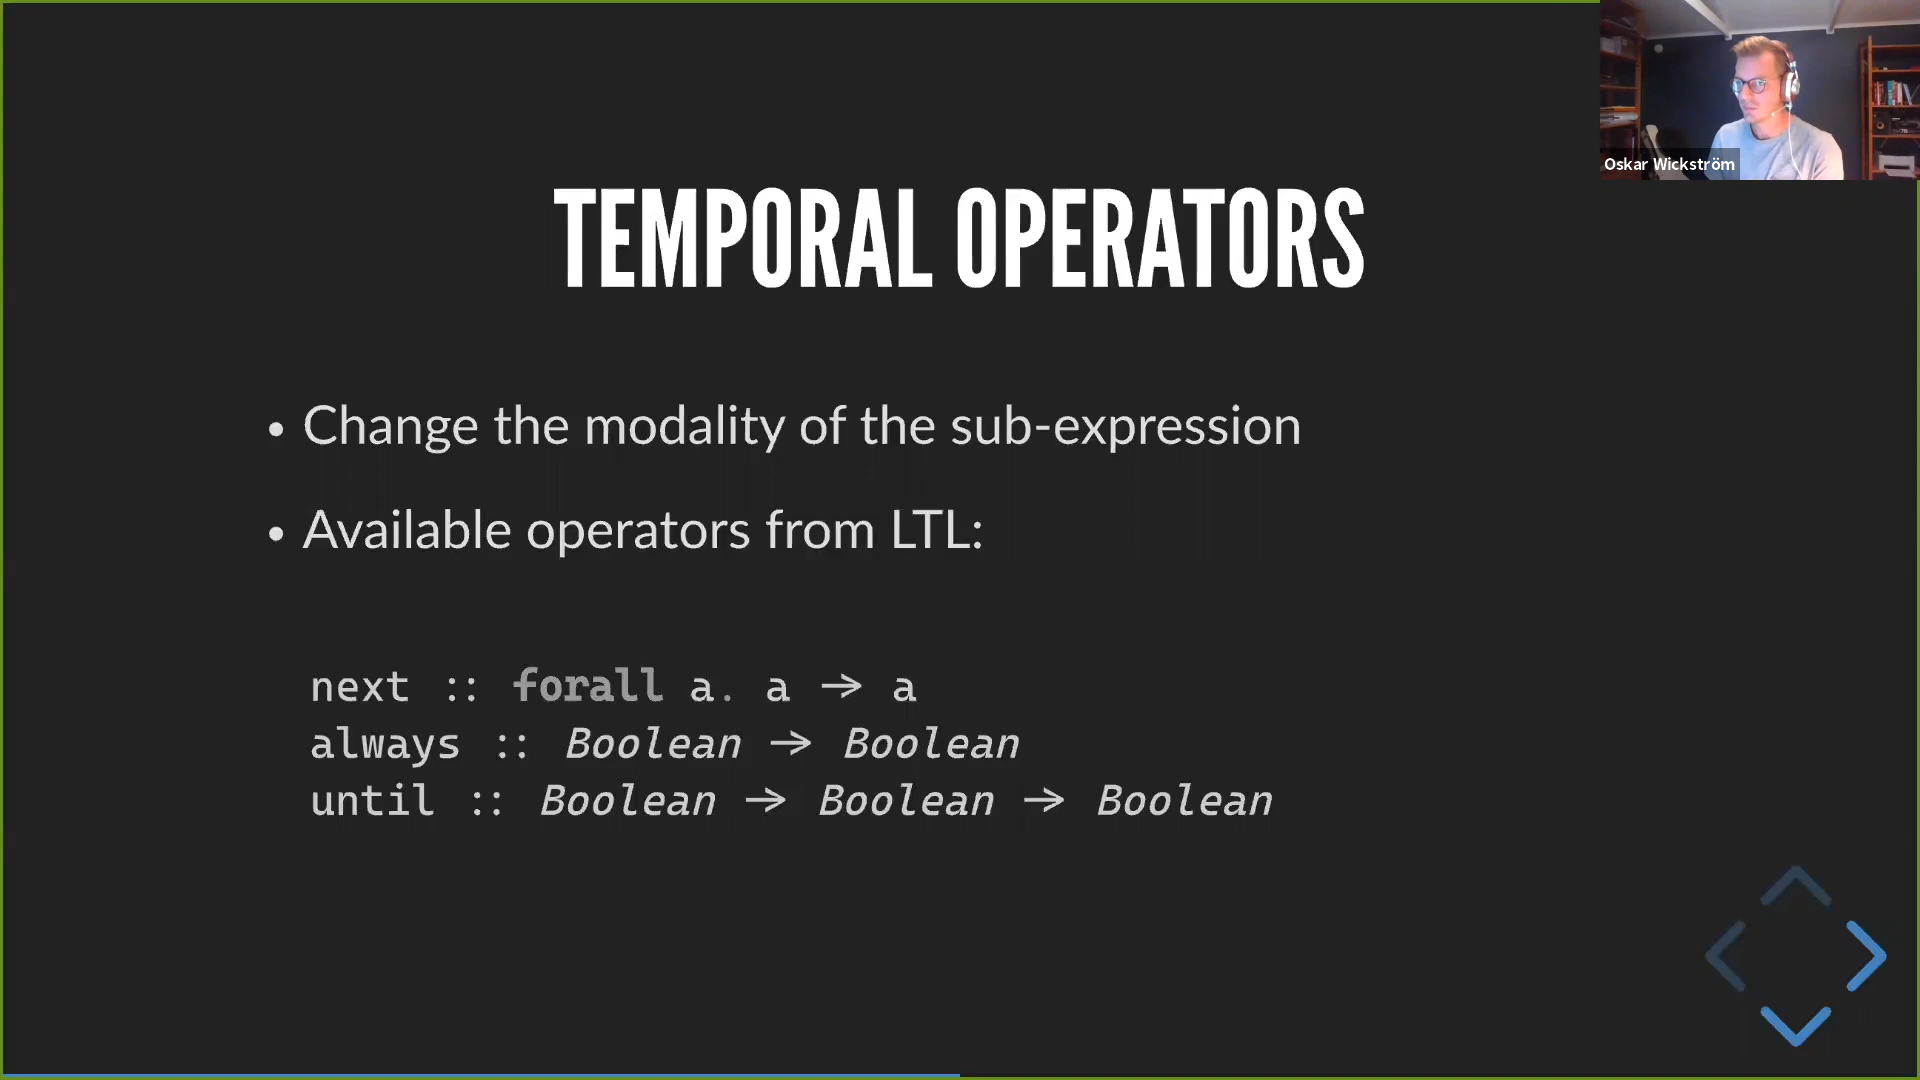 Oskar Wickström
TEMPORAL OPERATORS
• Change the modality of the sub-expression
• Available operators from LTL:
next :: forall a. a → a
always :: Boolean → Boolean
until :: Boolean → Boolean → Boolean